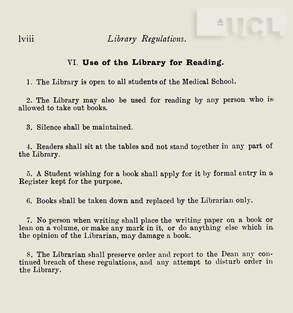 UCL
lviii Library Regulations.
VI. Use of the Library for Reading.
1. The Library is open to all students of the Medical School.
2. The Library may also be used for reading by any person who is
allowed to take out books.
3. Silence shall be maintained.
4. Readers shall sit at the tables and not stand together in any part of
the Library.
5. A Student wishing for a book shall apply for it by formal entry in a
Register kept for the purpose.
6. Books shall be taken down and replaced by the Librarian only.
7. No person when writing shall place the writing paper on a book or
lean on a volume, or make any mark in it, or do anything else which in
the opinion of the Librarian, may damage a book.
8. The Librarian shall preserve order and report to the Dean any con-
tinued breach of these regulations, and any attempt to disturb order in
the Library.